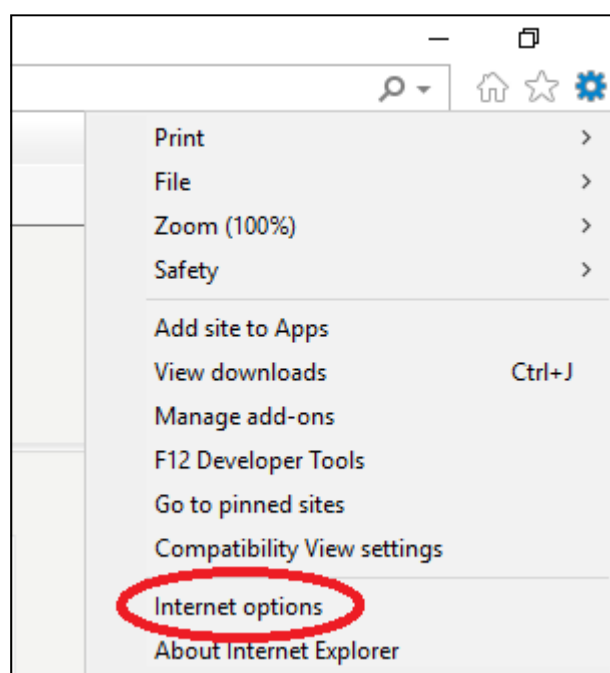 Print
File
Zoom (100%)
Safety
Add site to Apps
View downloads Ctrl+J
Manage add-ons
F12 Developer Tools
Go to pinned sites
Compatibility View settings
Internet options
About Internet Explorer